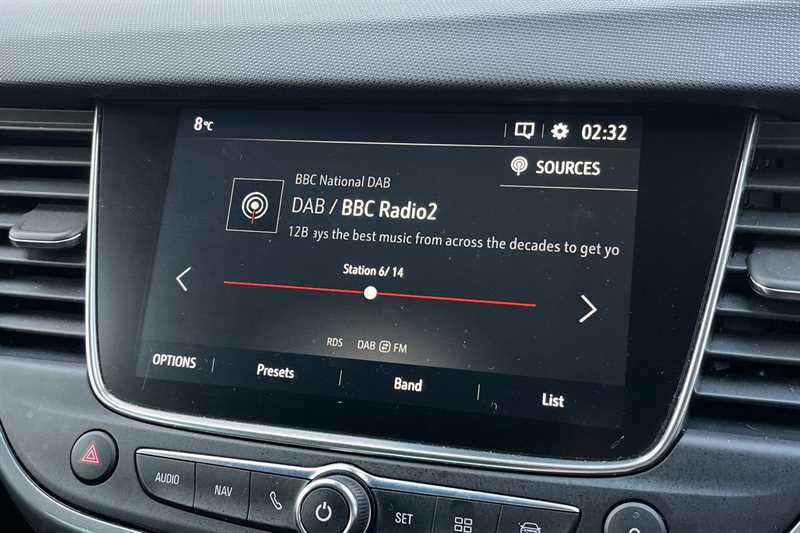 8°C
02:32
SOURCES
BBC National DAB
DAB / BBC Radio2
12B ays the best music from across the decades to get yo
Station 6/ 14
RDS DAB FM
OPTIONS Presets Band List
AUDIO NAV SET